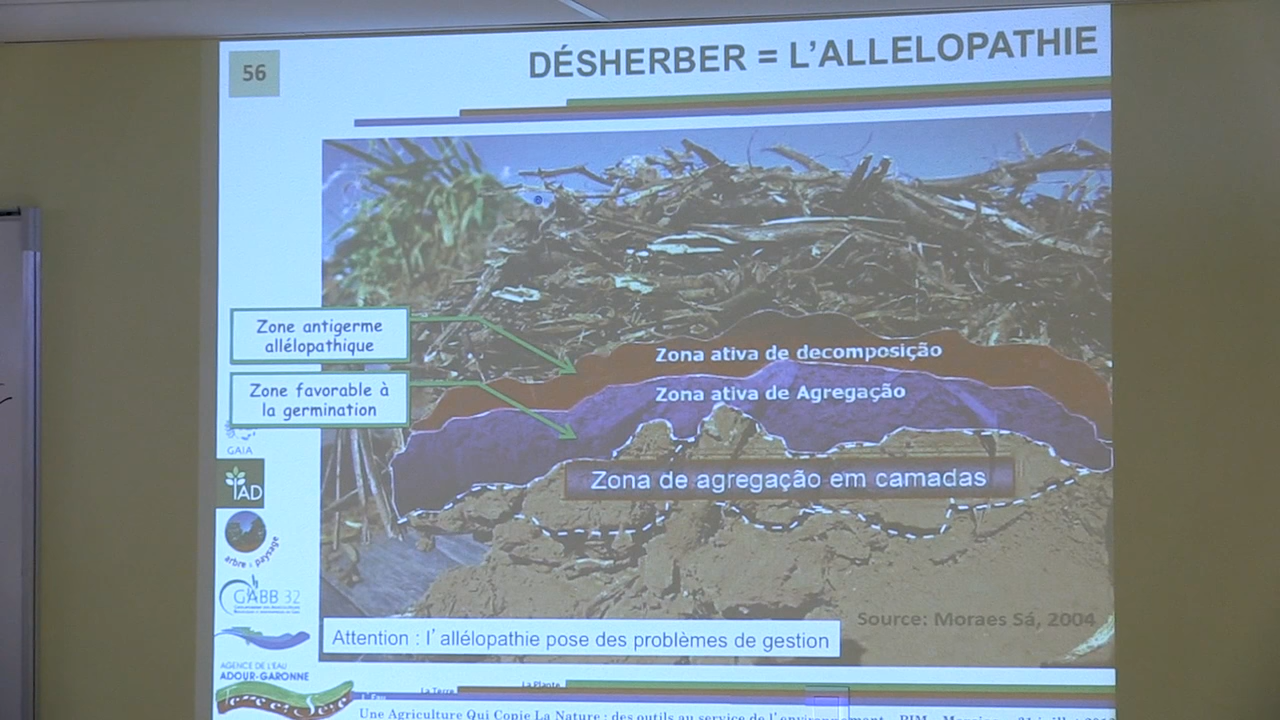 56
DÉSHERBER = L'ALLELOPATHIE
Zone antigerme
allélopathique
Zone favorable à
la germination
Zona ativa de decomposição
Zona ativa de Agregação
Zona de agregação em camadas
GAIA
IAD
arbre & paysage
GABB 32
AGENCE DE L'EAU
ADOUR-GARONNE
Source: Moraes Sá, 2004
Attention : l'allélopathie pose des problèmes de gestion
L'Eau
La Terre
La Plante
Une Agriculture Qui Copie La Nature : des outils au service de l'environnement